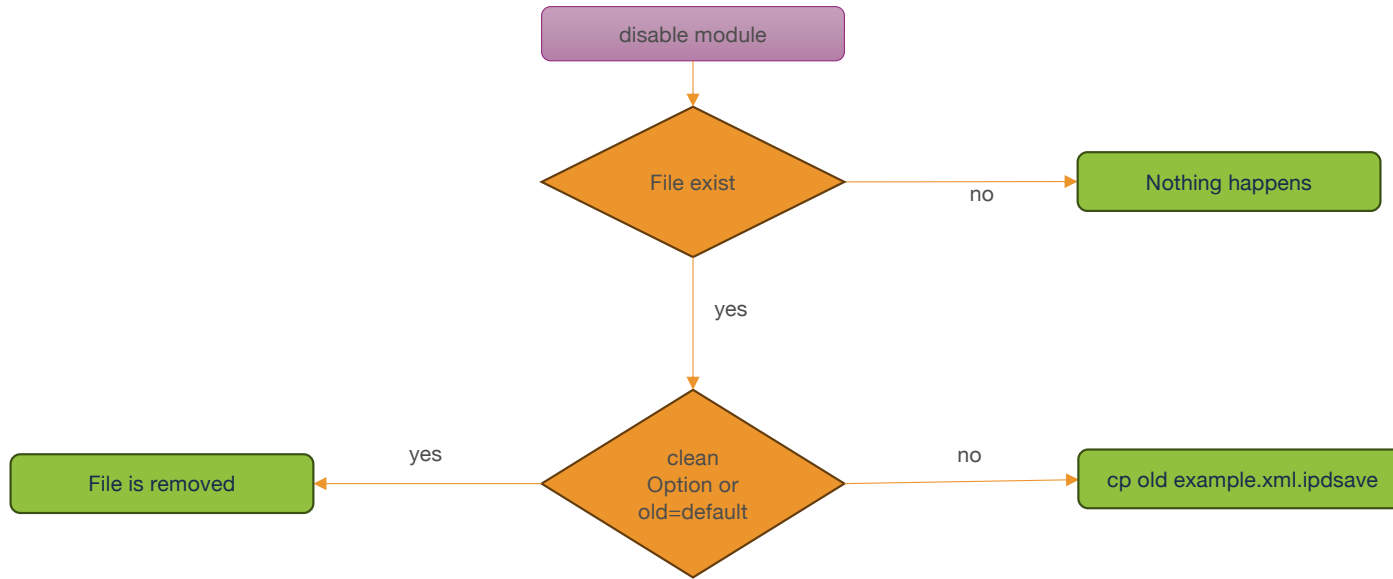 disable module
File exist
no
Nothing happens
yes
yes
no
clean
Option or
old=default
File is removed
cp old example.xml.ipdsave